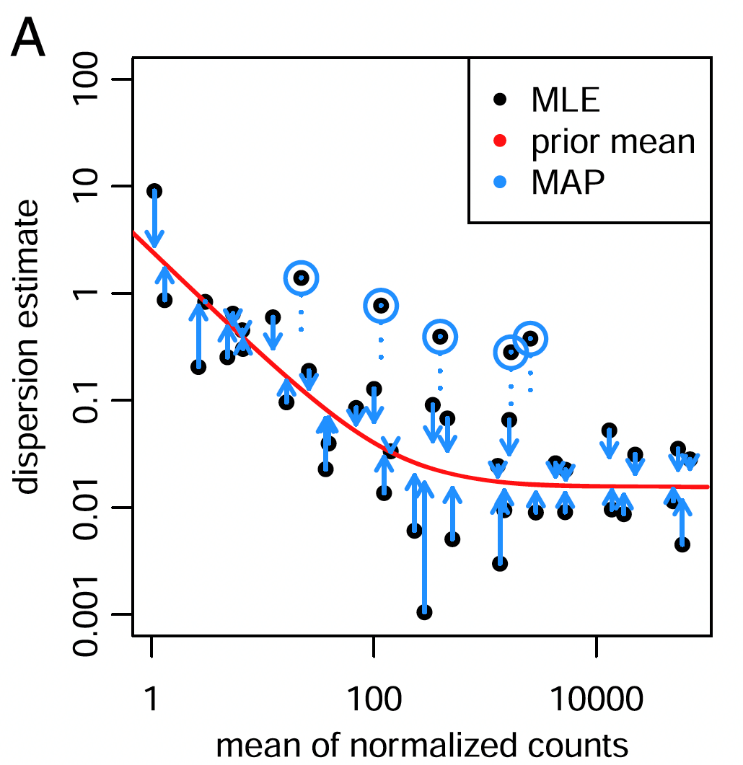 A
MLE
prior mean
MAP
dispersion estimate
100
10
1
0.1
0.01
0.001
1
100
10000
mean of normalized counts